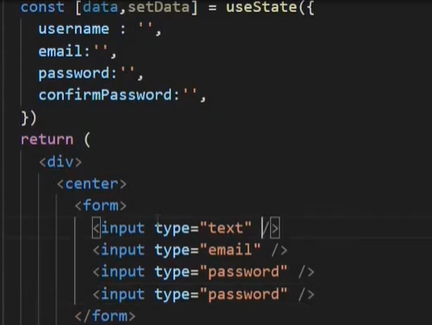 const [data,setData] = useState({
username : '',
email:'',
password:'',
confirmPassword:'',
})
return (
<div>
<center>
<form>
<input type="text" />
<input type="email" />
<input type="password" />
<input type="password" />
</form>